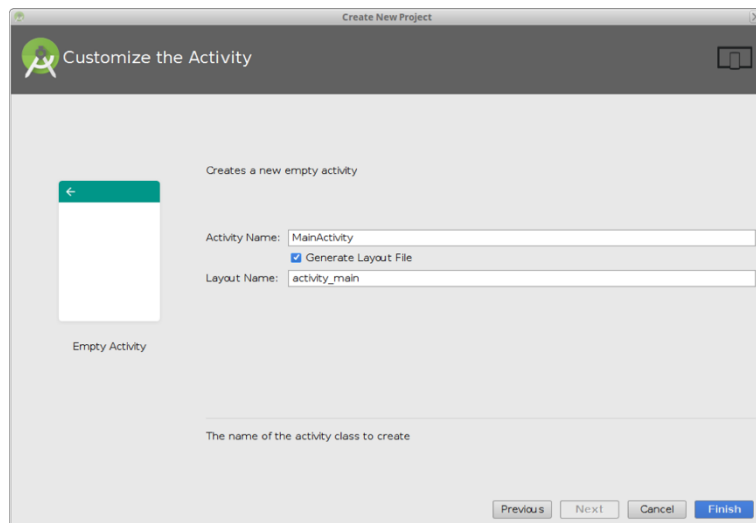 Create New Project
Customize the Activity
Creates a new empty activity
Activity Name: MainActivity
Generate Layout File
Layout Name: activity_main
Empty Activity
The name of the activity class to create
Previous Next Cancel Finish